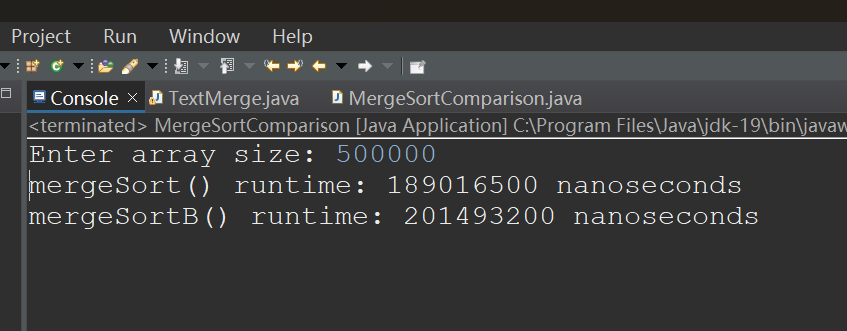 Project Run Window Help
Console × TextMerge.java MergeSortComparison.java
<terminated> MergeSortComparison [Java Application] C:\Program Files\Java\jdk-19\bin\javaw
Enter array size: 500000
mergeSort() runtime: 189016500 nanoseconds
mergeSortB() runtime: 201493200 nanoseconds